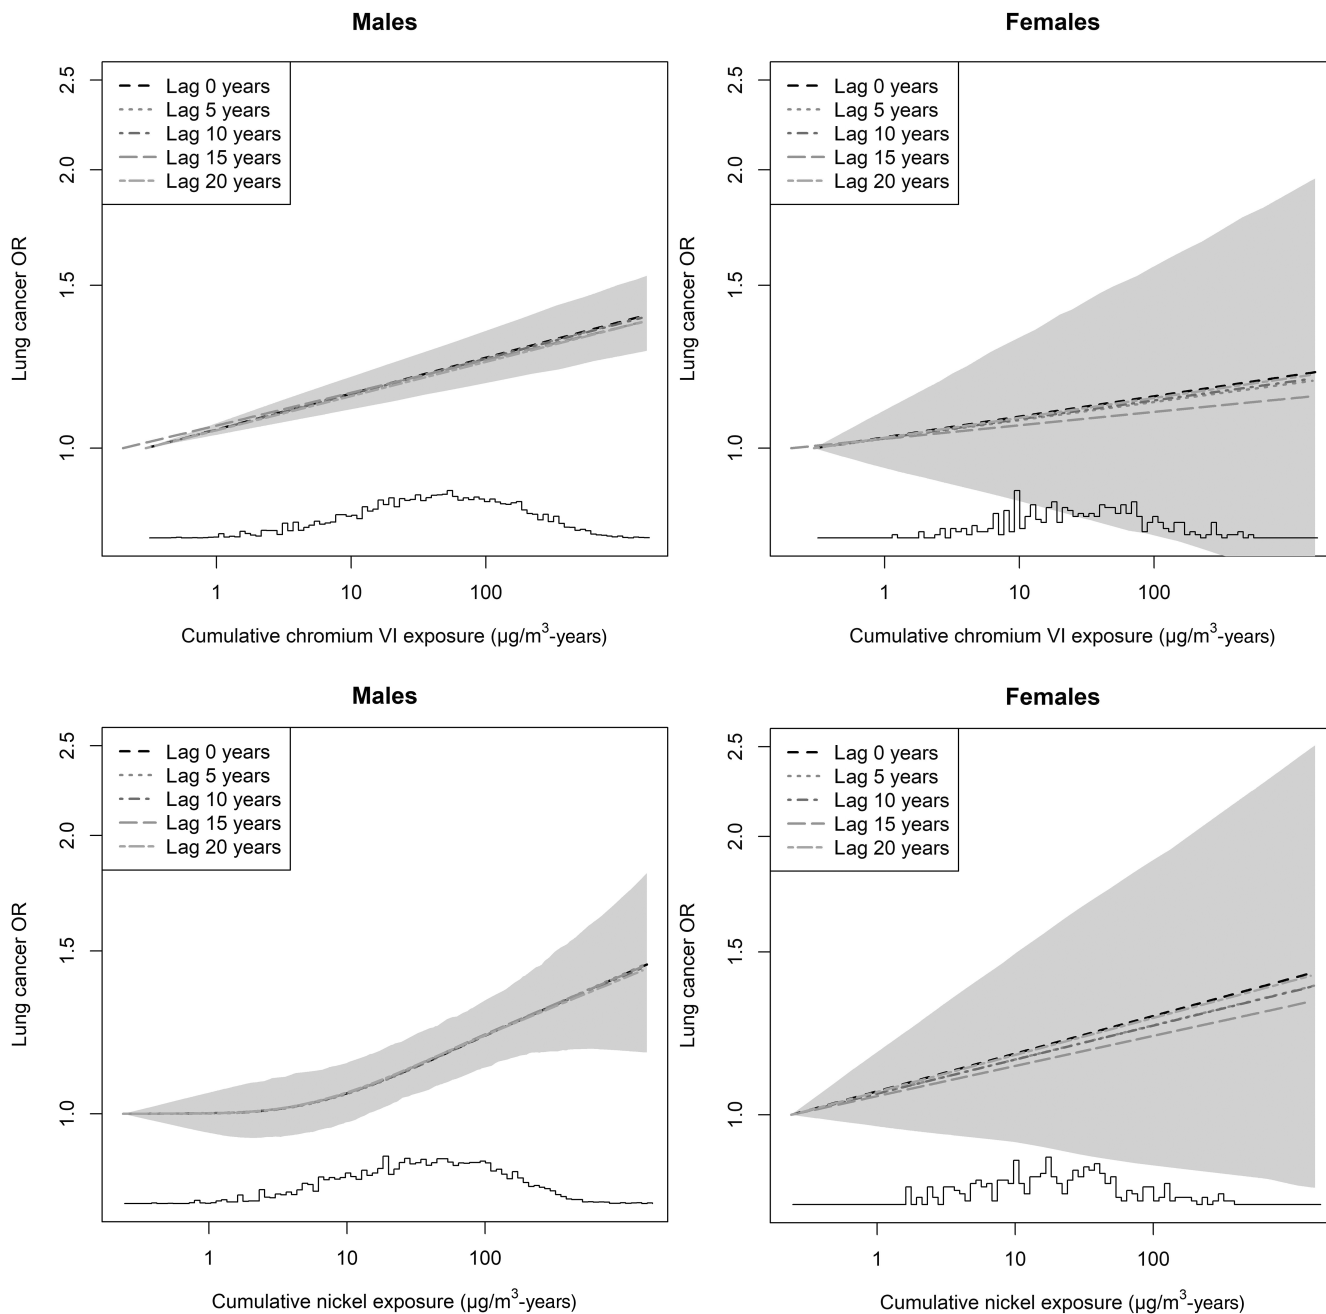 Males
2.5
2.0
1.5
1.0
Lung cancer OR
Lag 0 years
Lag 5 years
Lag 10 years
Lag 15 years
Lag 20 years
1 10 100
Cumulative chromium VI exposure (µg/m³-years)
Females
2.5
2.0
1.5
1.0
Lung cancer OR
Lag 0 years
Lag 5 years
Lag 10 years
Lag 15 years
Lag 20 years
1 10 100
Cumulative chromium VI exposure (µg/m³-years)
Males
2.5
2.0
1.5
1.0
Lung cancer OR
Lag 0 years
Lag 5 years
Lag 10 years
Lag 15 years
Lag 20 years
1 10 100
Cumulative nickel exposure (µg/m³-years)
Females
2.5
2.0
1.5
1.0
Lung cancer OR
Lag 0 years
Lag 5 years
Lag 10 years
Lag 15 years
Lag 20 years
1 10 100
Cumulative nickel exposure (µg/m³-years)